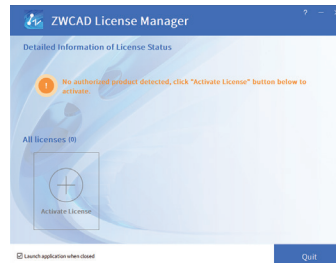 ZWCAD License Manager
Detailed Information of License Status
No authorized product detected, click "Activate License" button below to
activate.
All licenses (0)
Activate License
Launch application when closed
Quit